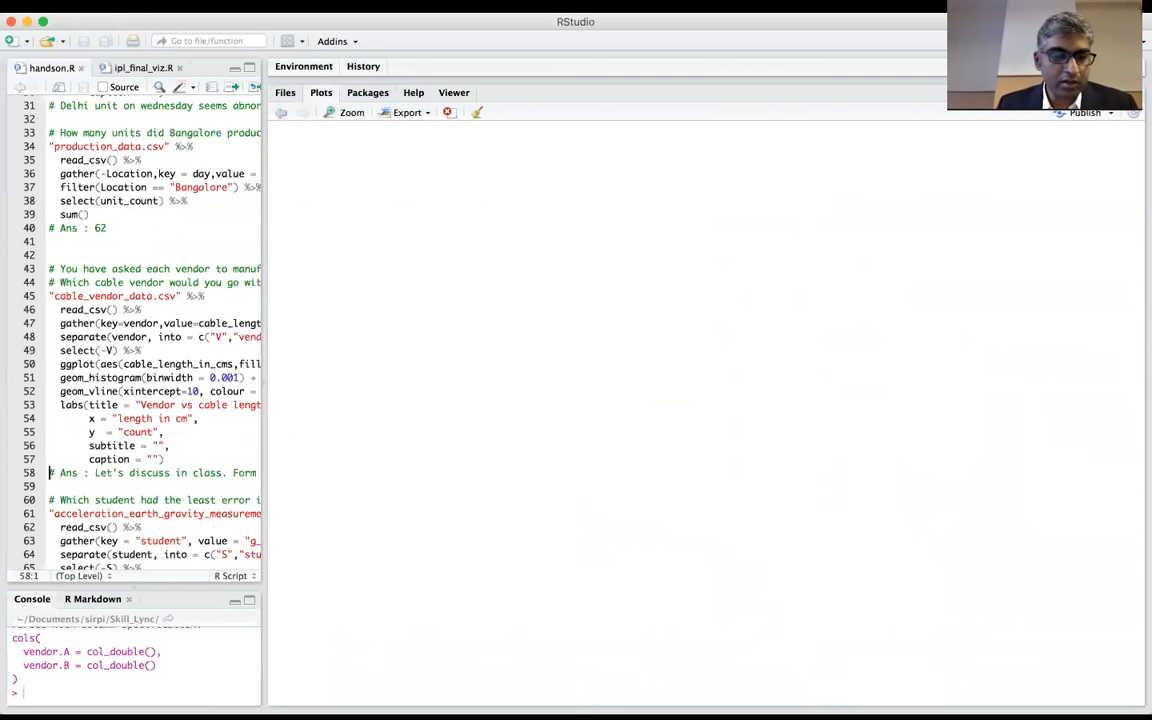 RStudio
Go to file/function
Addins
handson.R
ipl_final_viz.R
Source
31 # Delhi unit on wednesday seems abnor
32
33 # How many units did Bangalore produc
34 "production_data.csv" %>%
35 read_csv() %>%
36 gather(-Location,key = day,value =
37 filter(Location == "Bangalore") %>%
38 select(unit_count) %>%
39 sum()
40 # Ans : 62
41
42
43 # You have asked each vendor to manuf
44 # Which cable vendor would you go wit
45 "cable_vendor_data.csv" %>%
46 read_csv() %>%
47 gather(key=vendor,value=cable_lengt
48 separate(vendor, into = c("V","vend
49 select(-V) %>%
50 ggplot(aes(cable_length_in_cms,fill
51 geom_histogram(binwidth = 0.001) +
52 geom_vline(xintercept=10, colour =
53 labs(title = "Vendor vs cable lengt
54 x = "length in cm",
55 y = "count",
56 subtitle = "",
57 caption = "")
58 # Ans : Let's discuss in class. Form
59
60 # Which student had the least error i
61 "acceleration_earth_gravity_measureme
62 read_csv() %>%
63 gather(key = "student", value = "g_
64 separate(student, into = c("S","stu
65 select(-S) %>%
58:1 (Top Level) R Script
Console R Markdown
~/Documents/sirpi/Skill_Lync/
cols(
vendor.A = col_double(),
vendor.B = col_double()
)
>
Environment History
Files Plots Packages Help Viewer
Zoom Export Publish